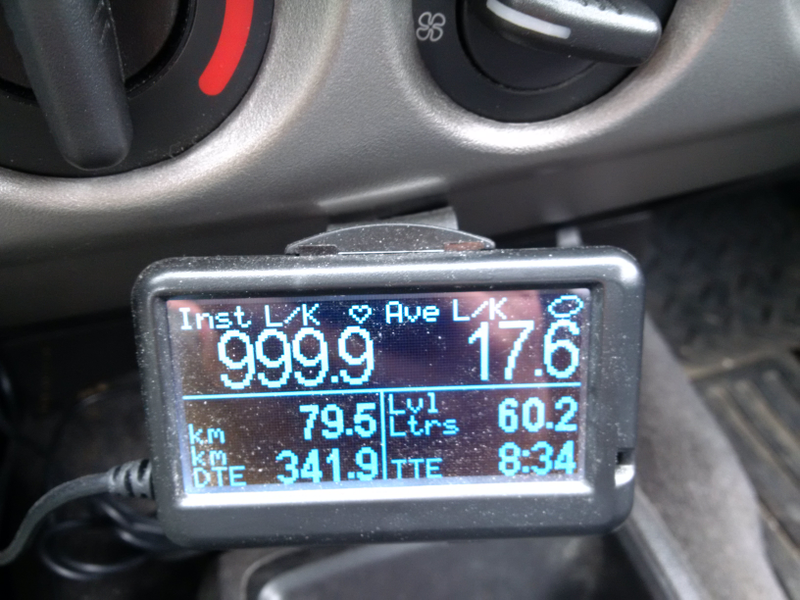 Inst L/K Ave L/K
999.9 17.6
km 79.5 Lvl Ltrs 60.2
km DTE 341.9 TTE 8:34